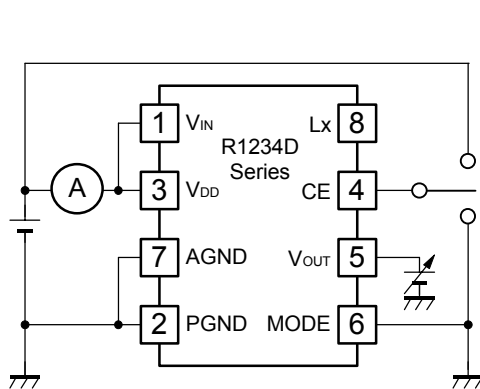 1 VIN
R1234D
Series
Lx 8
A
3 VDD
CE 4
7 AGND
VOUT 5
2 PGND
MODE 6